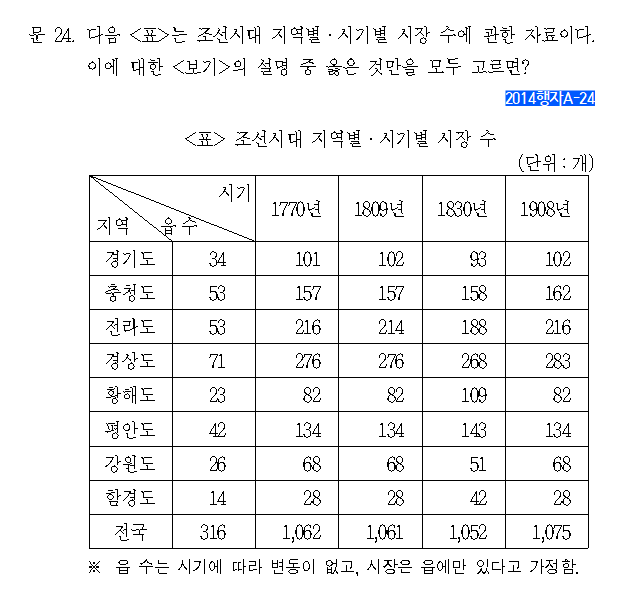 문 24. 다음 <표>는 조선시대 지역별·시기별 시장 수에 관한 자료이다.
이에 대한 <보기>의 설명 중 옳은 것만을 모두 고르면?
2014행자A-24
<표> 조선시대 지역별·시기별 시장 수
(단위 : 개)
지역 읍 수 시기 1770년 1809년 1830년 1908년
경기도 34 101 102 93 102
충청도 53 157 157 158 162
전라도 53 216 214 188 216
경상도 71 276 276 268 283
황해도 23 82 82 109 82
평안도 42 134 134 143 134
강원도 26 68 68 51 68
함경도 14 28 28 42 28
전국 316 1,062 1,061 1,052 1,075
※ 읍 수는 시기에 따라 변동이 없고, 시장은 읍에만 있다고 가정함.